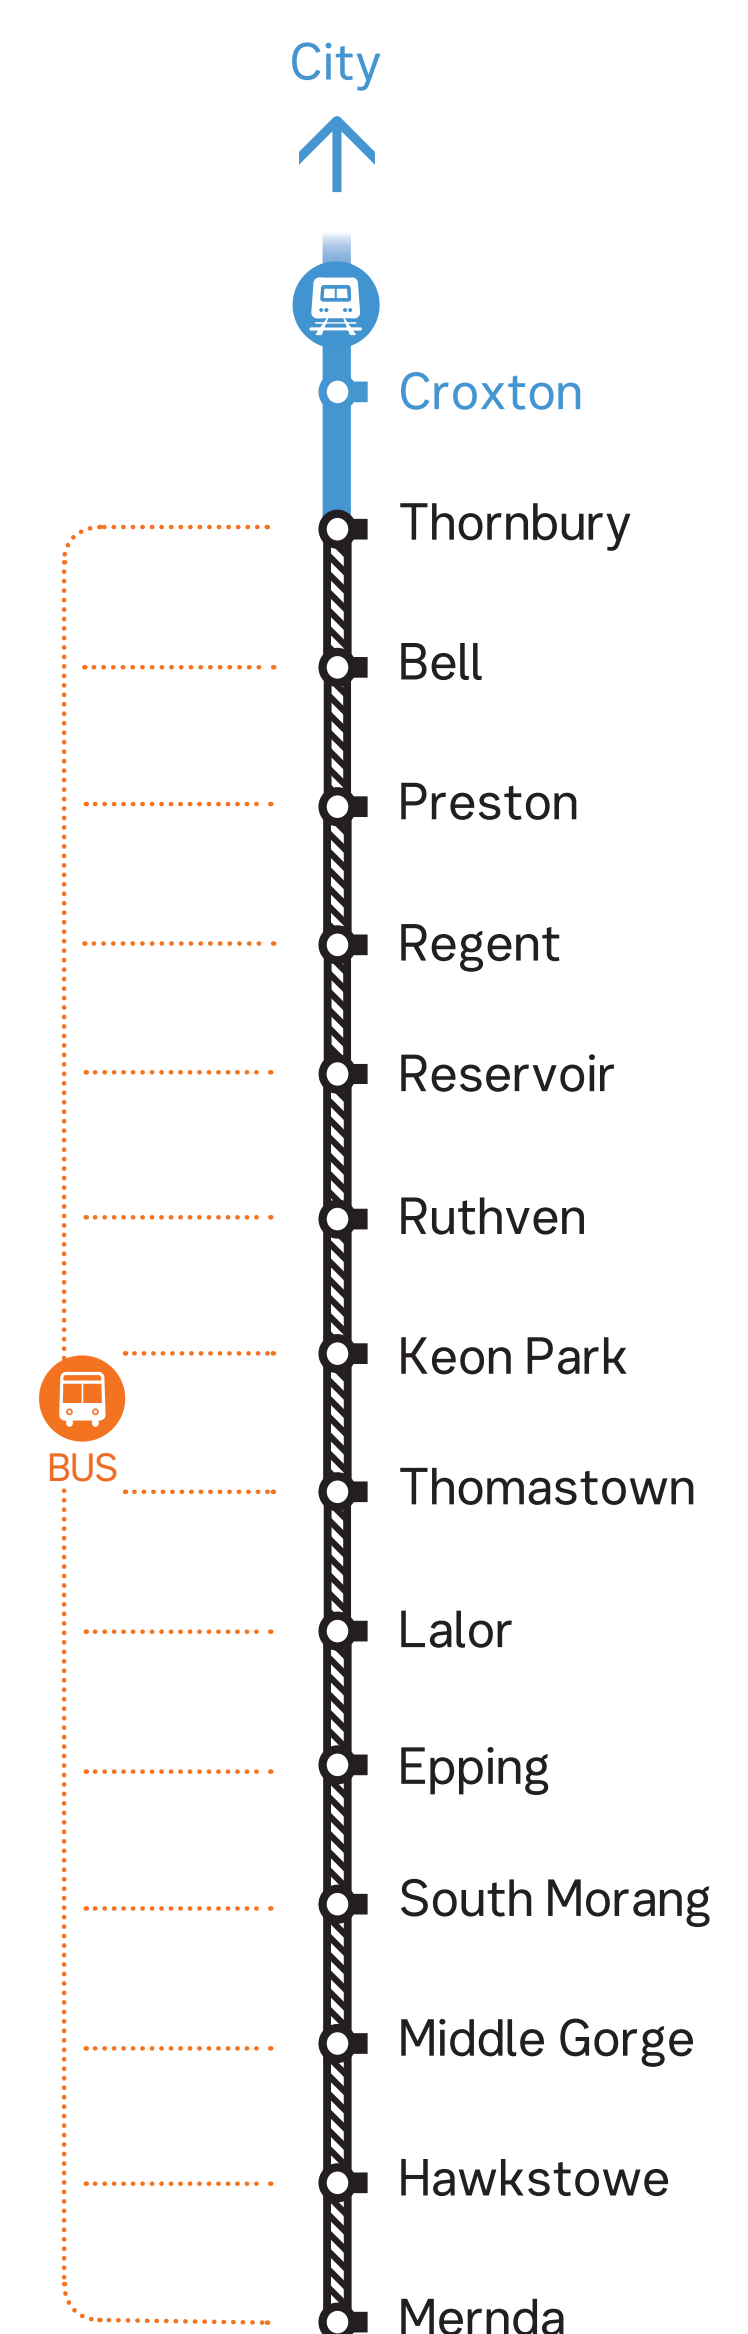 City
Croxton
Thornbury
Bell
Preston
Regent
Reservoir
Ruthven
Keon Park
BUS
Thomastown
Lalor
Epping
South Morang
Middle Gorge
Hawkstowe
Mernda